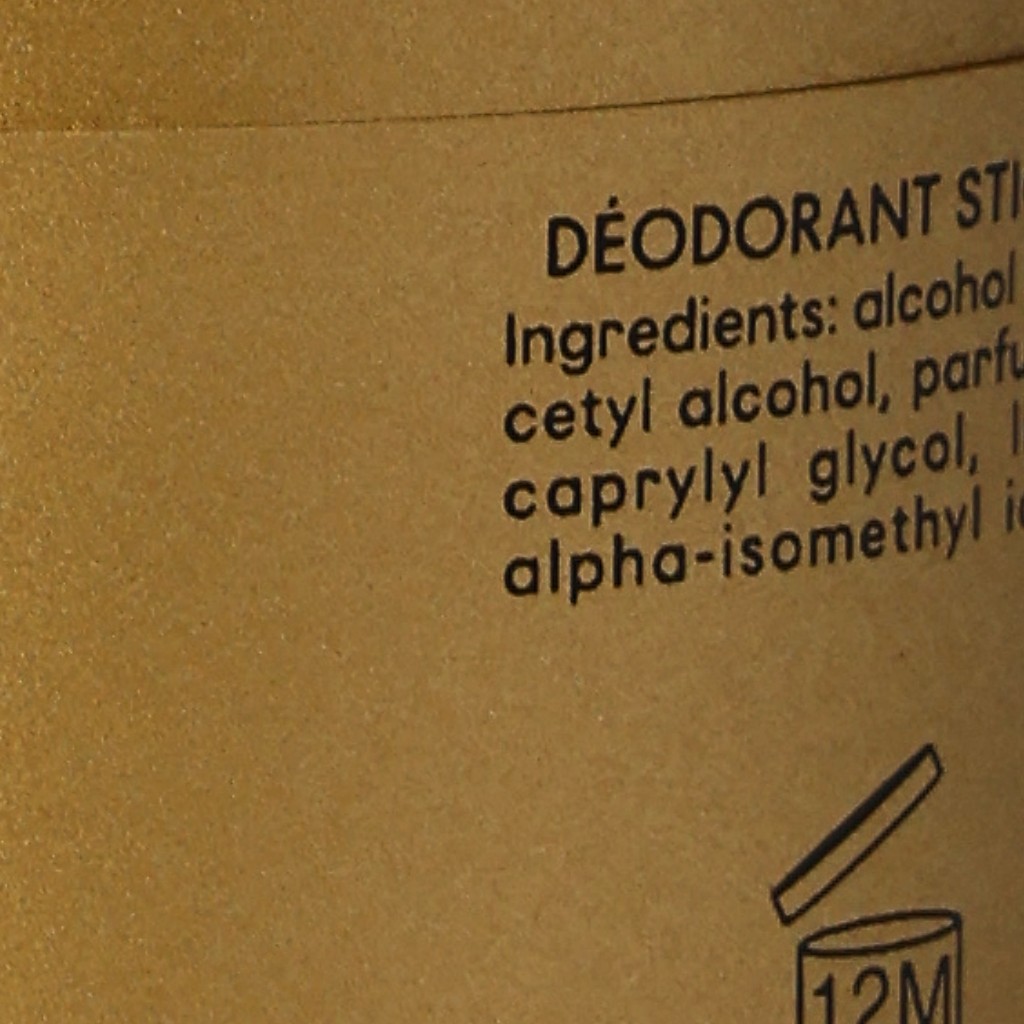 DÉODORANT
Ingredients: alcohol
cetyl alcohol,
caprylyl glycol,
alpha-isomethyl
12M